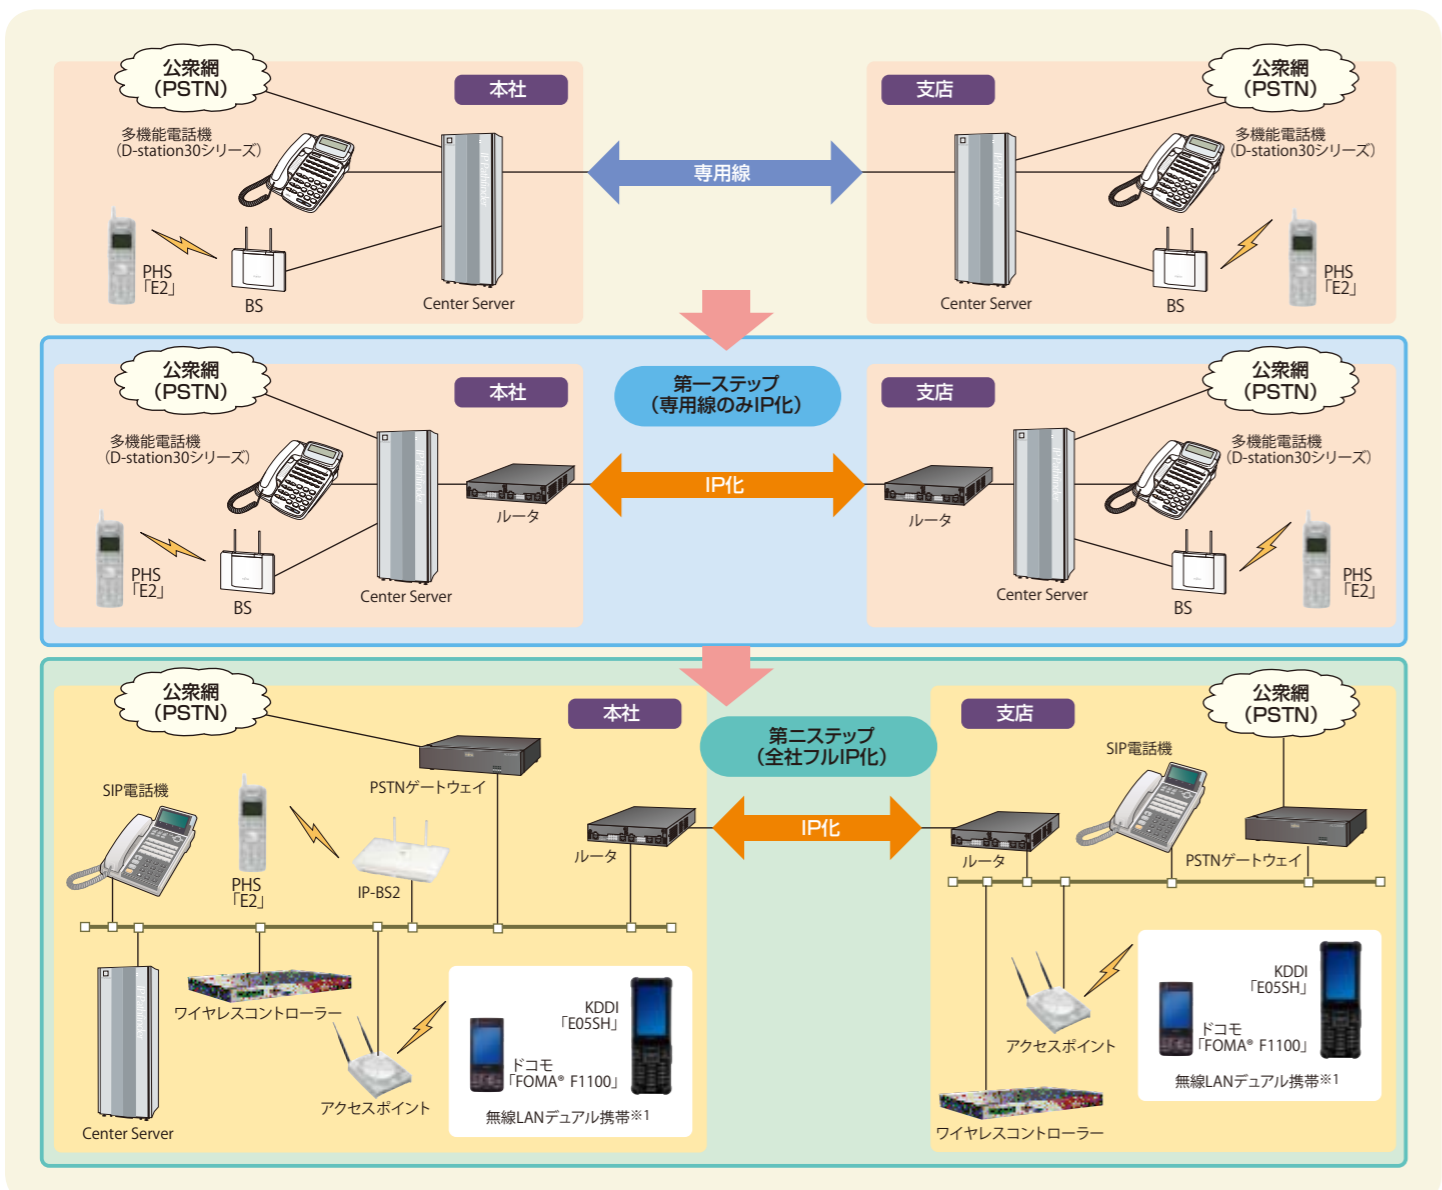 公衆網
(PSTN)
本社
多機能電話機
(D-station30シリーズ)
IP Pathfinder
PHS
「E2」
BS
Center Server
専用線
支店
公衆網
(PSTN)
多機能電話機
(D-station30シリーズ)
IP Pathfinder
Center Server
BS
PHS
「E2」
第一ステップ
(専用線のみIP化)
公衆網
(PSTN)
本社
多機能電話機
(D-station30シリーズ)
IP Pathfinder
ルータ
PHS
「E2」
BS
Center Server
IP化
支店
公衆網
(PSTN)
多機能電話機
(D-station30シリーズ)
ルータ
IP Pathfinder
Center Server
BS
PHS
「E2」
第二ステップ
(全社フルIP化)
公衆網
(PSTN)
本社
PSTNゲートウェイ
SIP電話機
PHS
「E2」
IP-BS2
ルータ
IP Pathfinder
Center Server
ワイヤレスコントローラー
アクセスポイント
KDDI
「E05SH」
ドコモ
「FOMA® F1100」
無線LANデュアル携帯※1
IP化
支店
公衆網
(PSTN)
SIP電話機
ルータ
PSTNゲートウェイ
アクセスポイント
KDDI
「E05SH」
ドコモ
「FOMA® F1100」
無線LANデュアル携帯※1
ワイヤレスコントローラー